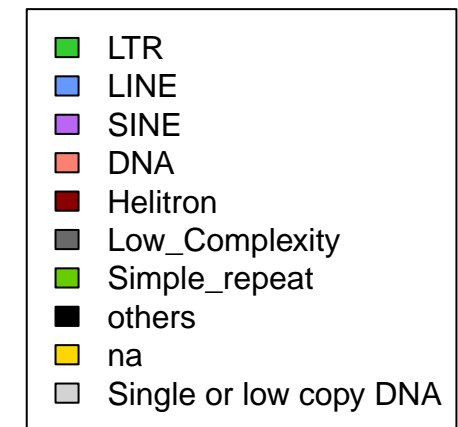 LTR
LINE
SINE
DNA
Helitron
Low_Complexity
Simple_repeat
others
na
Single or low copy DNA